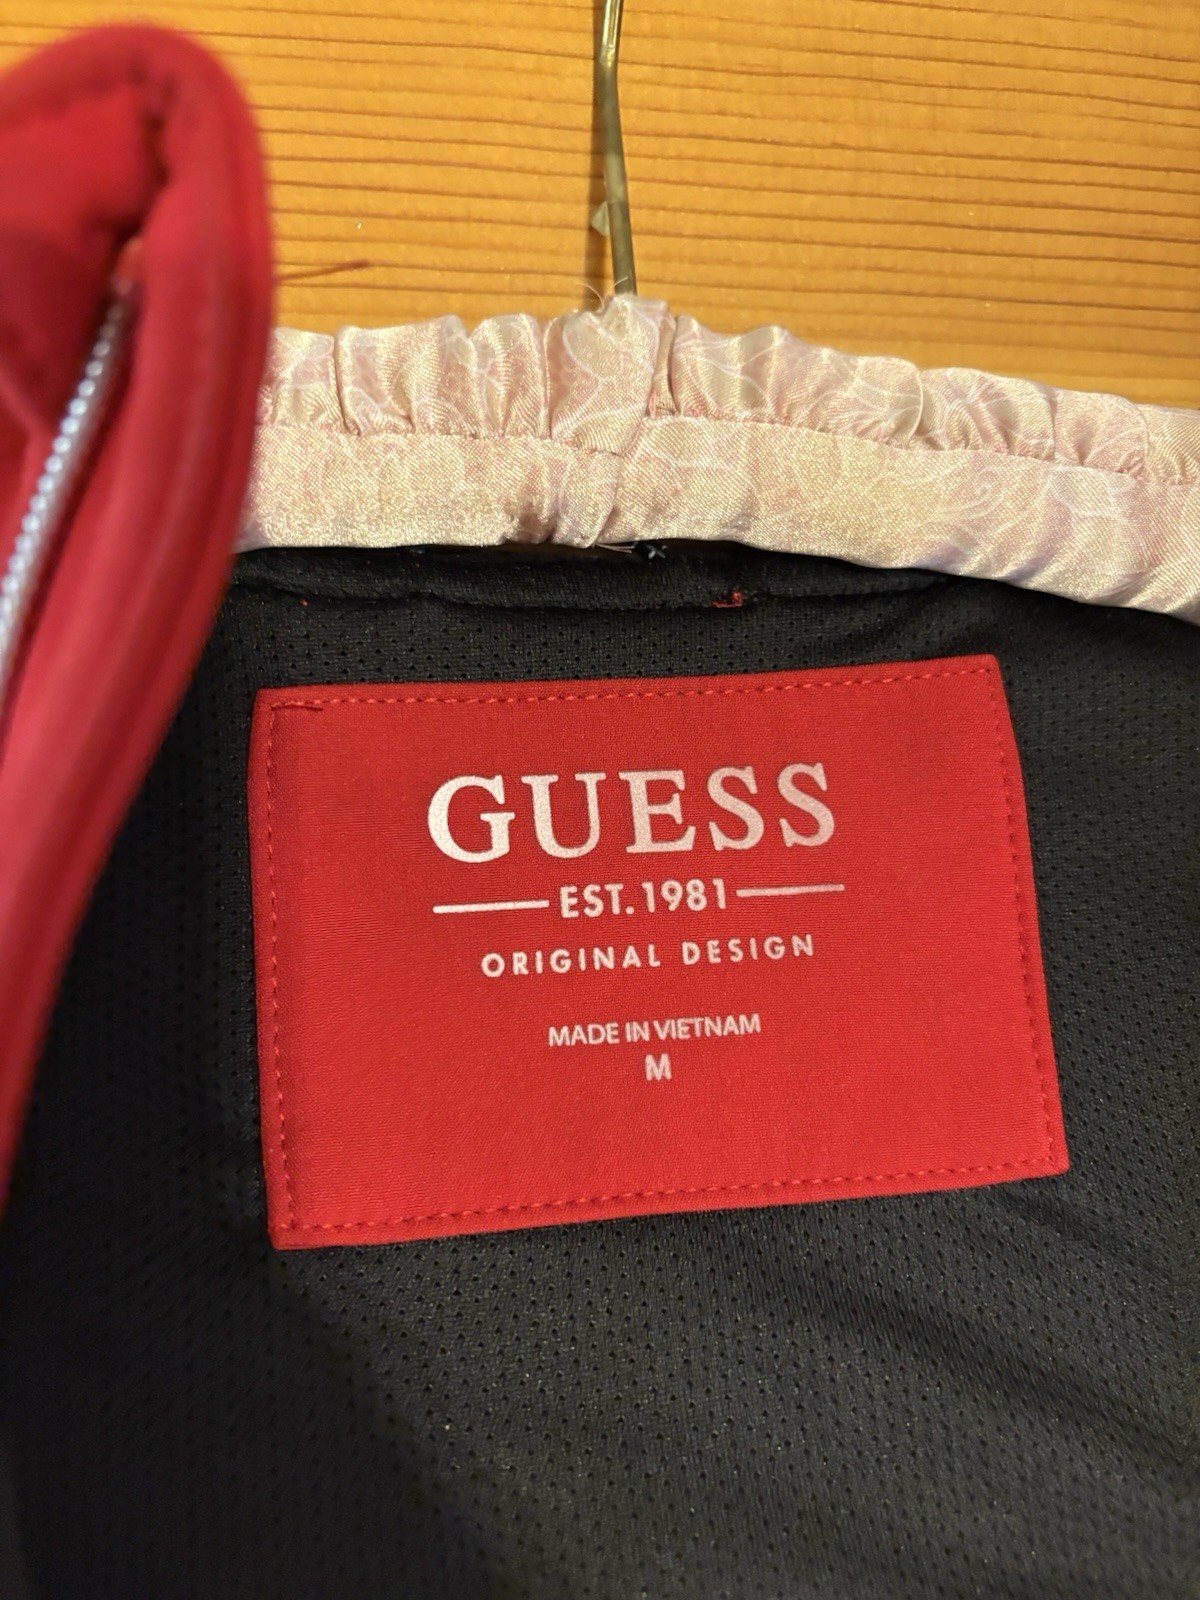 GUESS
EST.1981
ORIGINAL DESIGN
MADE IN VIETNAM
M